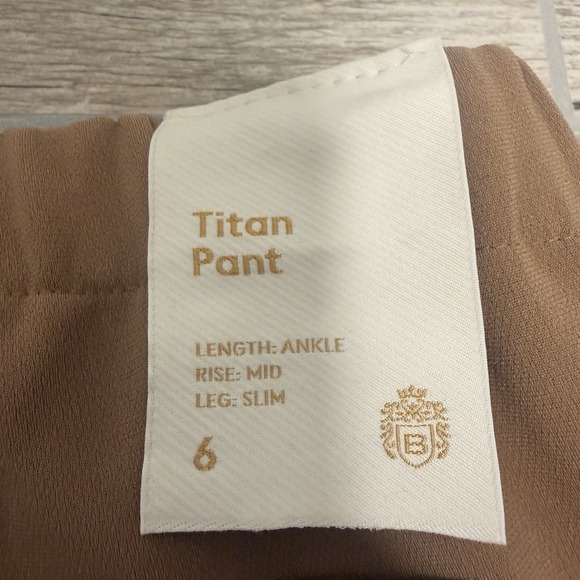 Titan
Pant
LENGTH: ANKLE
RISE: MID
LEG: SLIM
6
B